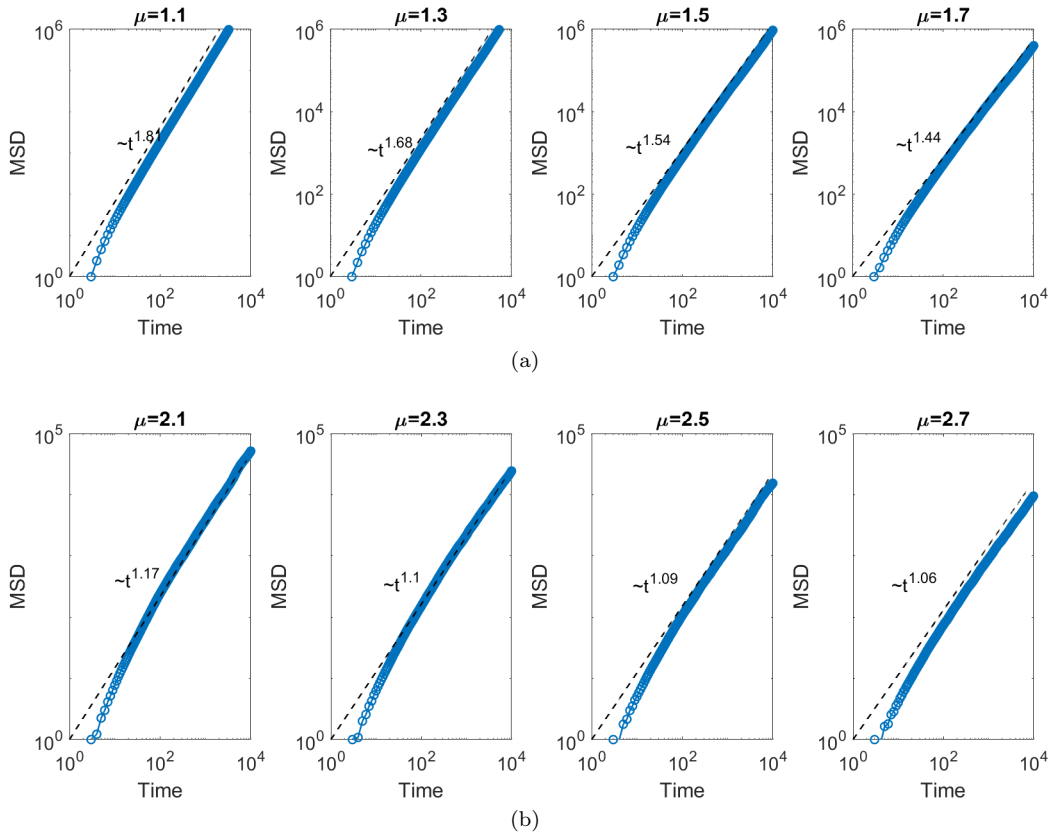 μ=1.1 μ=1.3 μ=1.5 μ=1.7
10^6 10^6 10^6 10^6
10^4 10^4 10^4
~t^1.81 ~t^1.68 ~t^1.54 ~t^1.44
MSD MSD MSD MSD
10^2 10^2 10^2
10^0 10^0 10^0 10^0
10^0 10^2 10^4 10^0 10^2 10^4 10^0 10^2 10^4 10^0 10^2 10^4
Time Time Time Time
(a)
μ=2.1 μ=2.3 μ=2.5 μ=2.7
10^5 10^5 10^5 10^5
~t^1.17 ~t^1.1 ~t^1.09 ~t^1.06
MSD MSD MSD MSD
10^0 10^0 10^0 10^0
10^0 10^2 10^4 10^0 10^2 10^4 10^0 10^2 10^4 10^0 10^2 10^4
Time Time Time Time
(b)